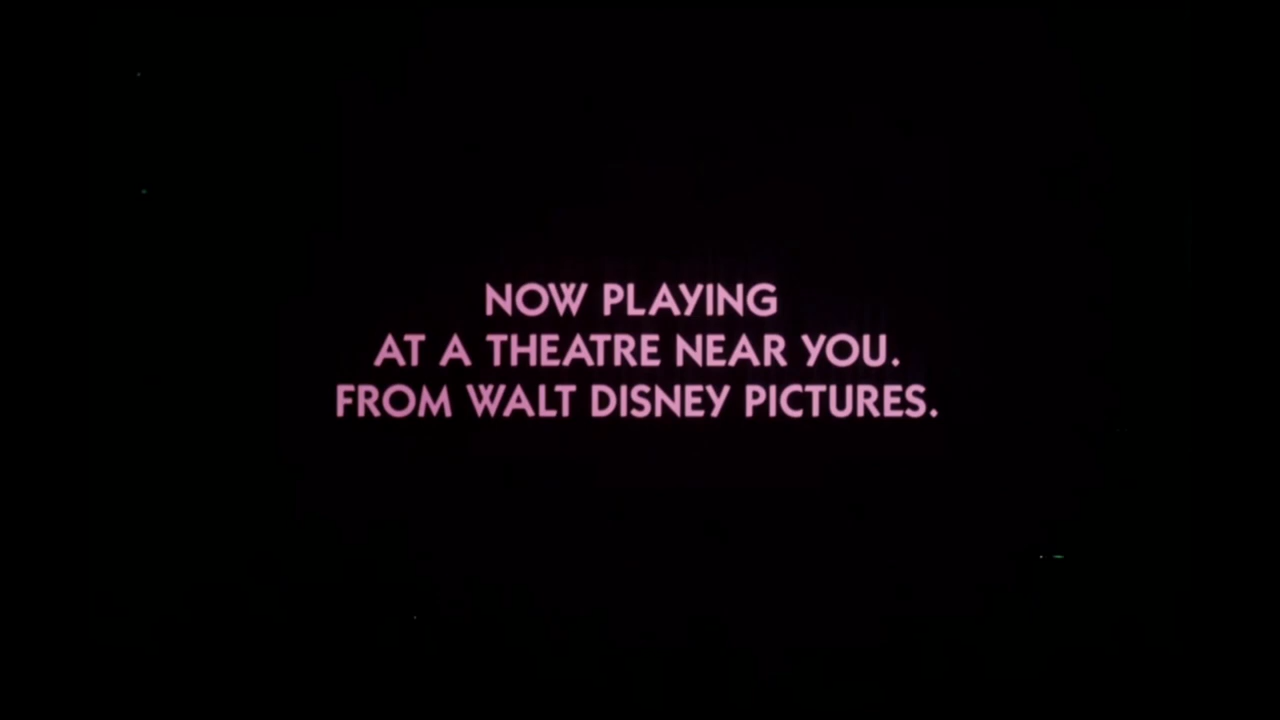 NOW PLAYING
AT A THEATRE NEAR YOU.
FROM WALT DISNEY PICTURES.